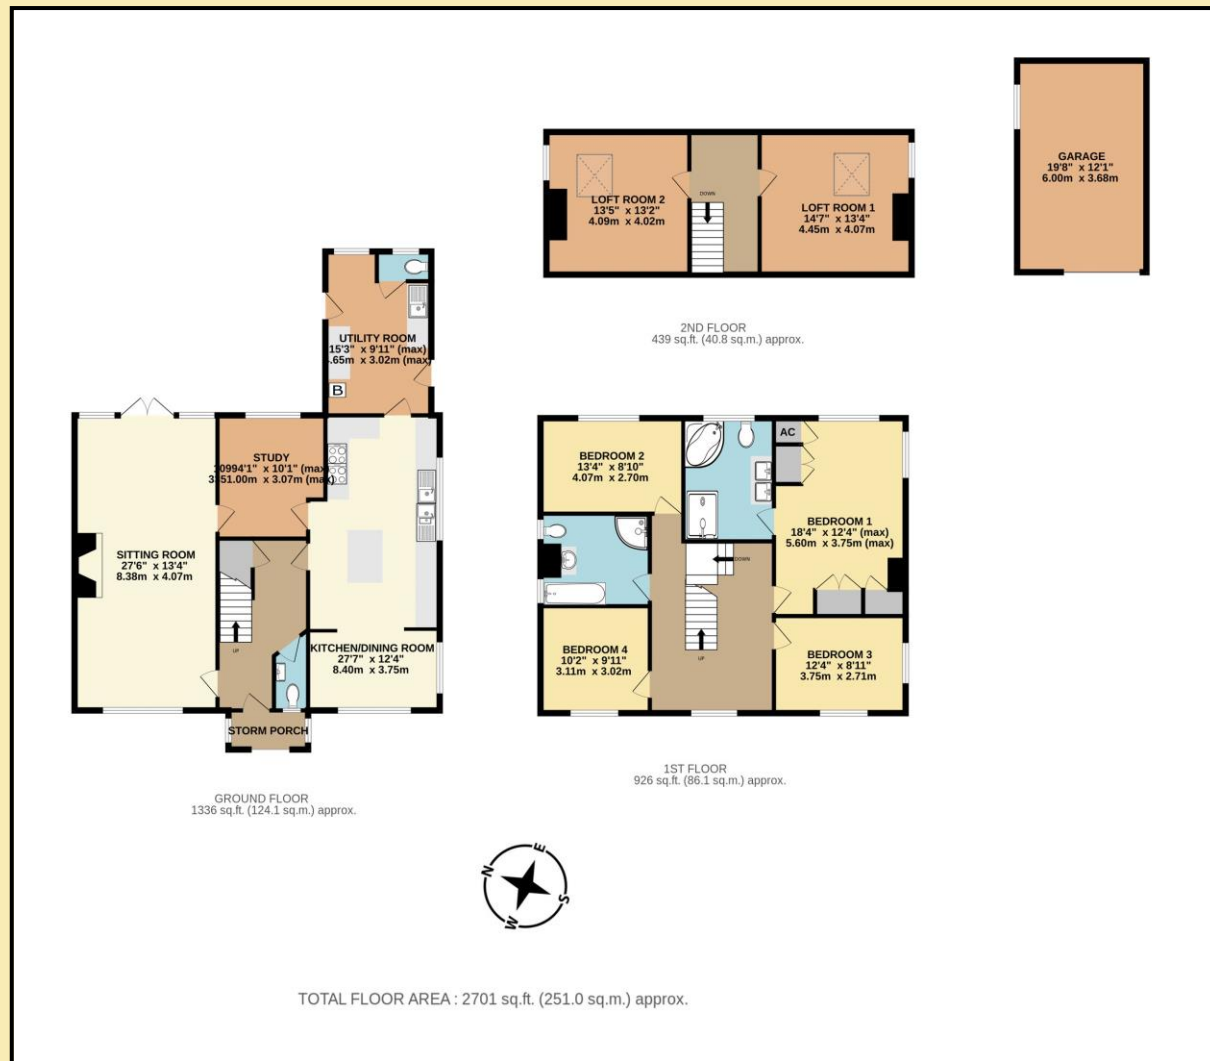 GARAGE
19'8" x 12'1"
6.00m x 3.68m
DOWN
LOFT ROOM 2
13'5" x 13'2"
4.09m x 4.02m
LOFT ROOM 1
14'7" x 13'4"
4.45m x 4.07m
2ND FLOOR
439 sq.ft. (40.8 sq.m.) approx.
UTILITY ROOM
15'3" x 9'11" (max)
.65m x 3.02m (max)
B
STUDY
10994'1" x 10'1" (max)
3351.00m x 3.07m (max)
SITTING ROOM
27'6" x 13'4"
8.38m x 4.07m
UP
KITCHEN/DINING ROOM
27'7" x 12'4"
8.40m x 3.75m
STORM PORCH
GROUND FLOOR
1336 sq.ft. (124.1 sq.m.) approx.
AC
BEDROOM 2
13'4" x 8'10"
4.07m x 2.70m
BEDROOM 1
18'4" x 12'4" (max)
5.60m x 3.75m (max)
DOWN
UP
BEDROOM 4
10'2" x 9'11"
3.11m x 3.02m
BEDROOM 3
12'4" x 8'11"
3.75m x 2.71m
1ST FLOOR
926 sq.ft. (86.1 sq.m.) approx.
N
E
S
W
TOTAL FLOOR AREA : 2701 sq.ft. (251.0 sq.m.) approx.